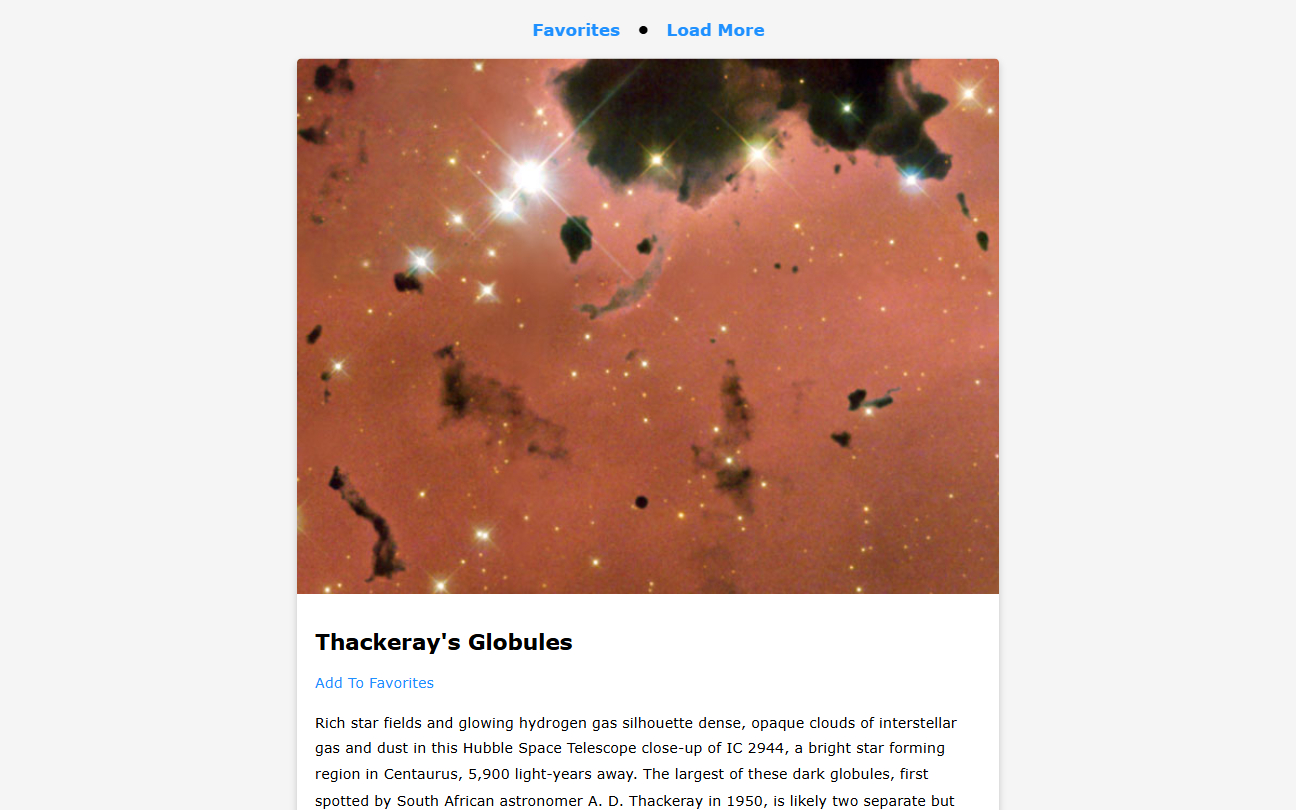 Favorites ● Load More
Thackeray's Globules
Add To Favorites
Rich star fields and glowing hydrogen gas silhouette dense, opaque clouds of interstellar
gas and dust in this Hubble Space Telescope close-up of IC 2944, a bright star forming
region in Centaurus, 5,900 light-years away. The largest of these dark globules, first
spotted by South African astronomer A. D. Thackeray in 1950, is likely two separate but